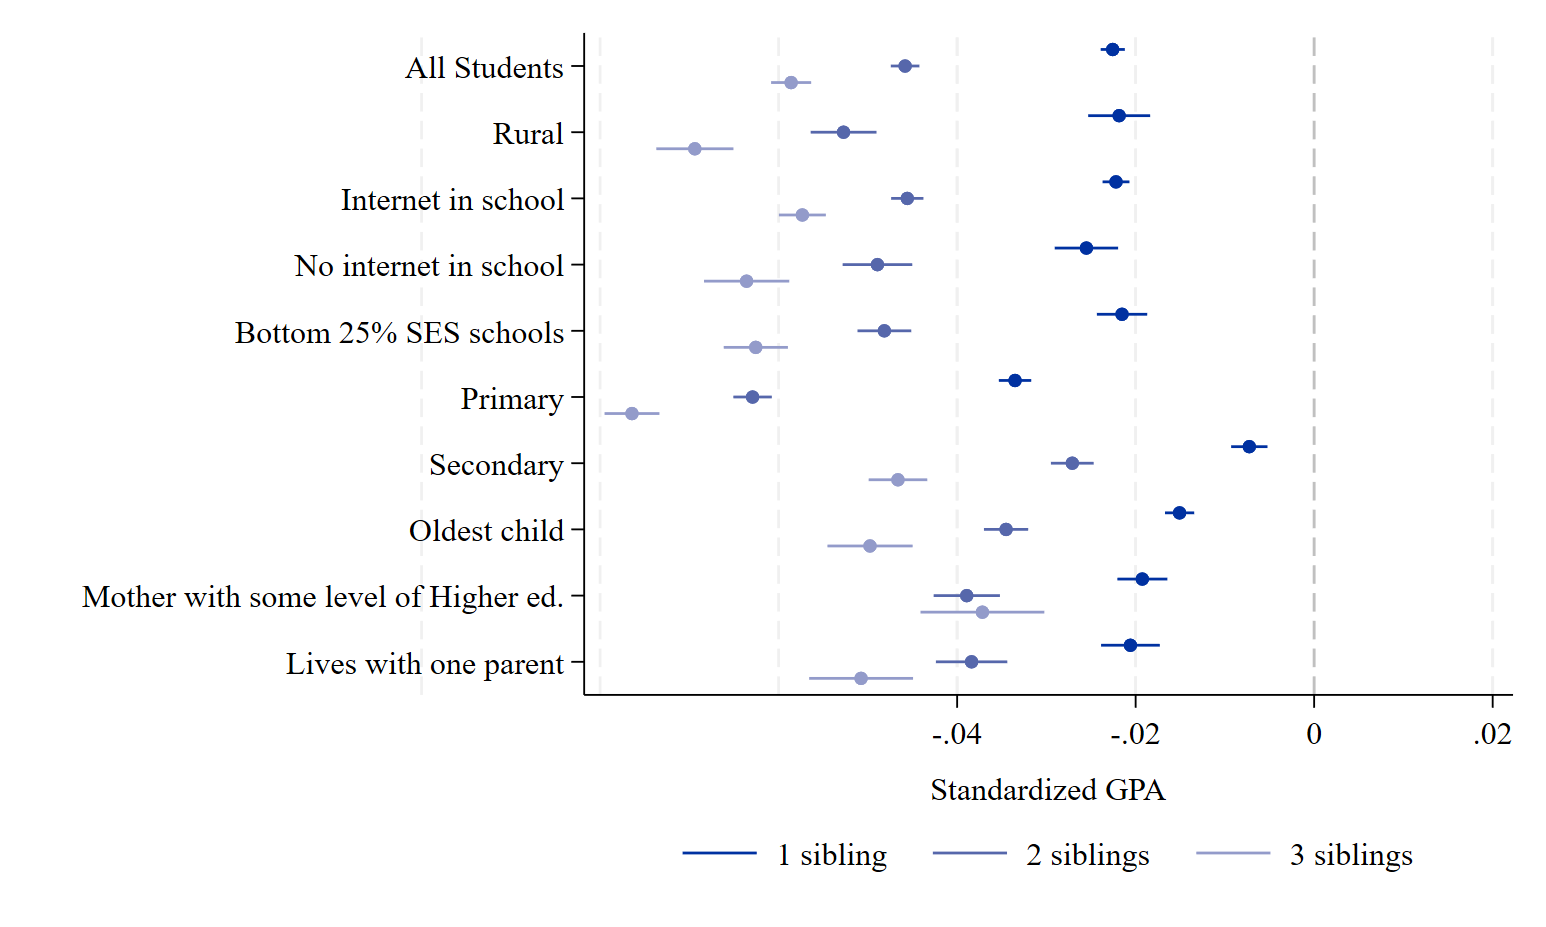 All Students
Rural
Internet in school
No internet in school
Bottom 25% SES schools
Primary
Secondary
Oldest child
Mother with some level of Higher ed.
Lives with one parent
-.04 -.02 0 .02
Standardized GPA
1 sibling 2 siblings 3 siblings